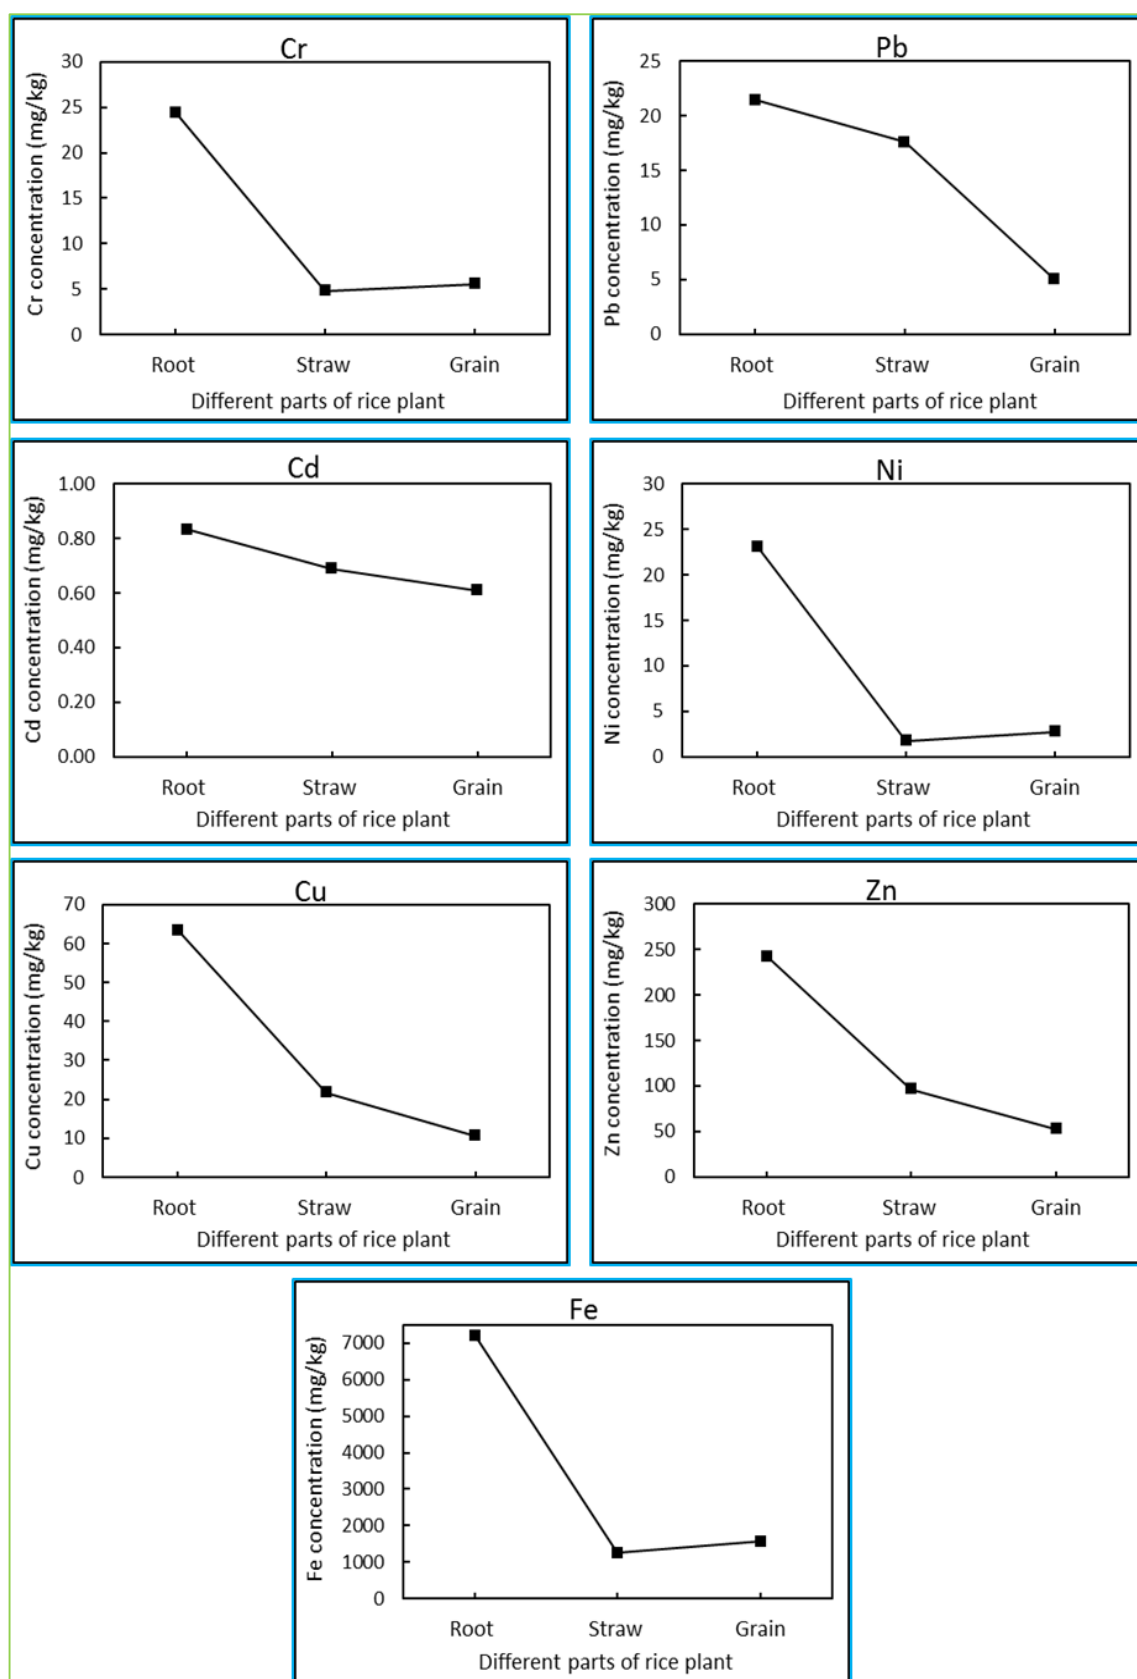 Cr
Cr concentration (mg/kg)
30
25
20
15
10
5
0
Root Straw Grain
Different parts of rice plant
Pb
Pb concentration (mg/kg)
25
20
15
10
5
0
Root Straw Grain
Different parts of rice plant
Cd
Cd concentration (mg/kg)
1.00
0.80
0.60
0.40
0.20
0.00
Root Straw Grain
Different parts of rice plant
Ni
Ni concentration (mg/kg)
30
25
20
15
10
5
0
Root Straw Grain
Different parts of rice plant
Cu
Cu concentration (mg/kg)
70
60
50
40
30
20
10
0
Root Straw Grain
Different parts of rice plant
Zn
Zn concentration (mg/kg)
300
250
200
150
100
50
0
Root Straw Grain
Different parts of rice plant
Fe
Fe concentration (mg/kg)
7000
6000
5000
4000
3000
2000
1000
0
Root Straw Grain
Different parts of rice plant